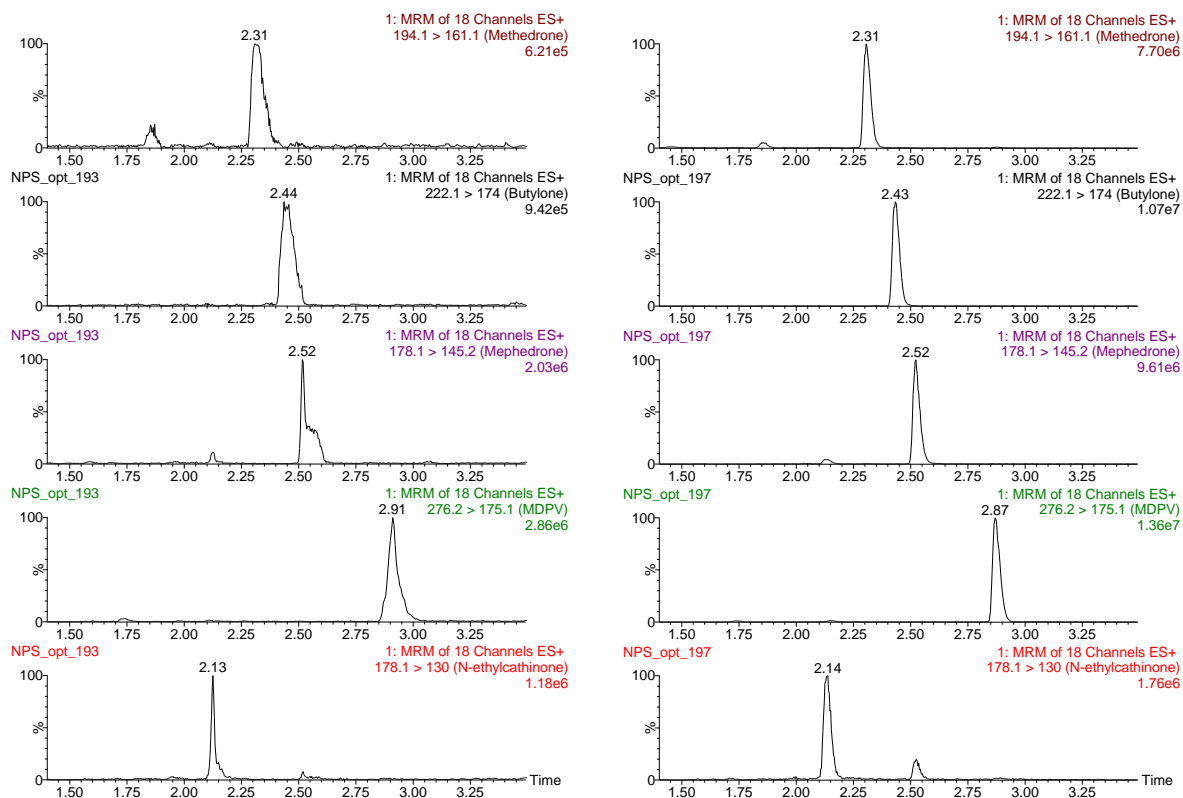 1: MRM of 18 Channels ES+
194.1 > 161.1 (Methedrone)
6.21e5
2.31
100
%
0
1.50 1.75 2.00 2.25 2.50 2.75 3.00 3.25
NPS_opt_193
1: MRM of 18 Channels ES+
222.1 > 174 (Butylone)
9.42e5
2.44
100
%
0
1.50 1.75 2.00 2.25 2.50 2.75 3.00 3.25
NPS_opt_193
1: MRM of 18 Channels ES+
178.1 > 145.2 (Mephedrone)
2.03e6
2.52
100
%
0
1.50 1.75 2.00 2.25 2.50 2.75 3.00 3.25
NPS_opt_193
1: MRM of 18 Channels ES+
276.2 > 175.1 (MDPV)
2.86e6
2.91
100
%
0
1.50 1.75 2.00 2.25 2.50 2.75 3.00 3.25
NPS_opt_193
1: MRM of 18 Channels ES+
178.1 > 130 (N-ethylcathinone)
1.18e6
2.13
100
%
0
Time
1.50 1.75 2.00 2.25 2.50 2.75 3.00 3.25
1: MRM of 18 Channels ES+
194.1 > 161.1 (Methedrone)
7.70e6
2.31
100
%
0
1.50 1.75 2.00 2.25 2.50 2.75 3.00 3.25
NPS_opt_197
1: MRM of 18 Channels ES+
222.1 > 174 (Butylone)
1.07e7
2.43
100
%
0
1.50 1.75 2.00 2.25 2.50 2.75 3.00 3.25
NPS_opt_197
1: MRM of 18 Channels ES+
178.1 > 145.2 (Mephedrone)
9.61e6
2.52
100
%
0
1.50 1.75 2.00 2.25 2.50 2.75 3.00 3.25
NPS_opt_197
1: MRM of 18 Channels ES+
276.2 > 175.1 (MDPV)
1.36e7
2.87
100
%
0
1.50 1.75 2.00 2.25 2.50 2.75 3.00 3.25
NPS_opt_197
1: MRM of 18 Channels ES+
178.1 > 130 (N-ethylcathinone)
1.76e6
2.14
100
%
0
Time
1.50 1.75 2.00 2.25 2.50 2.75 3.00 3.25